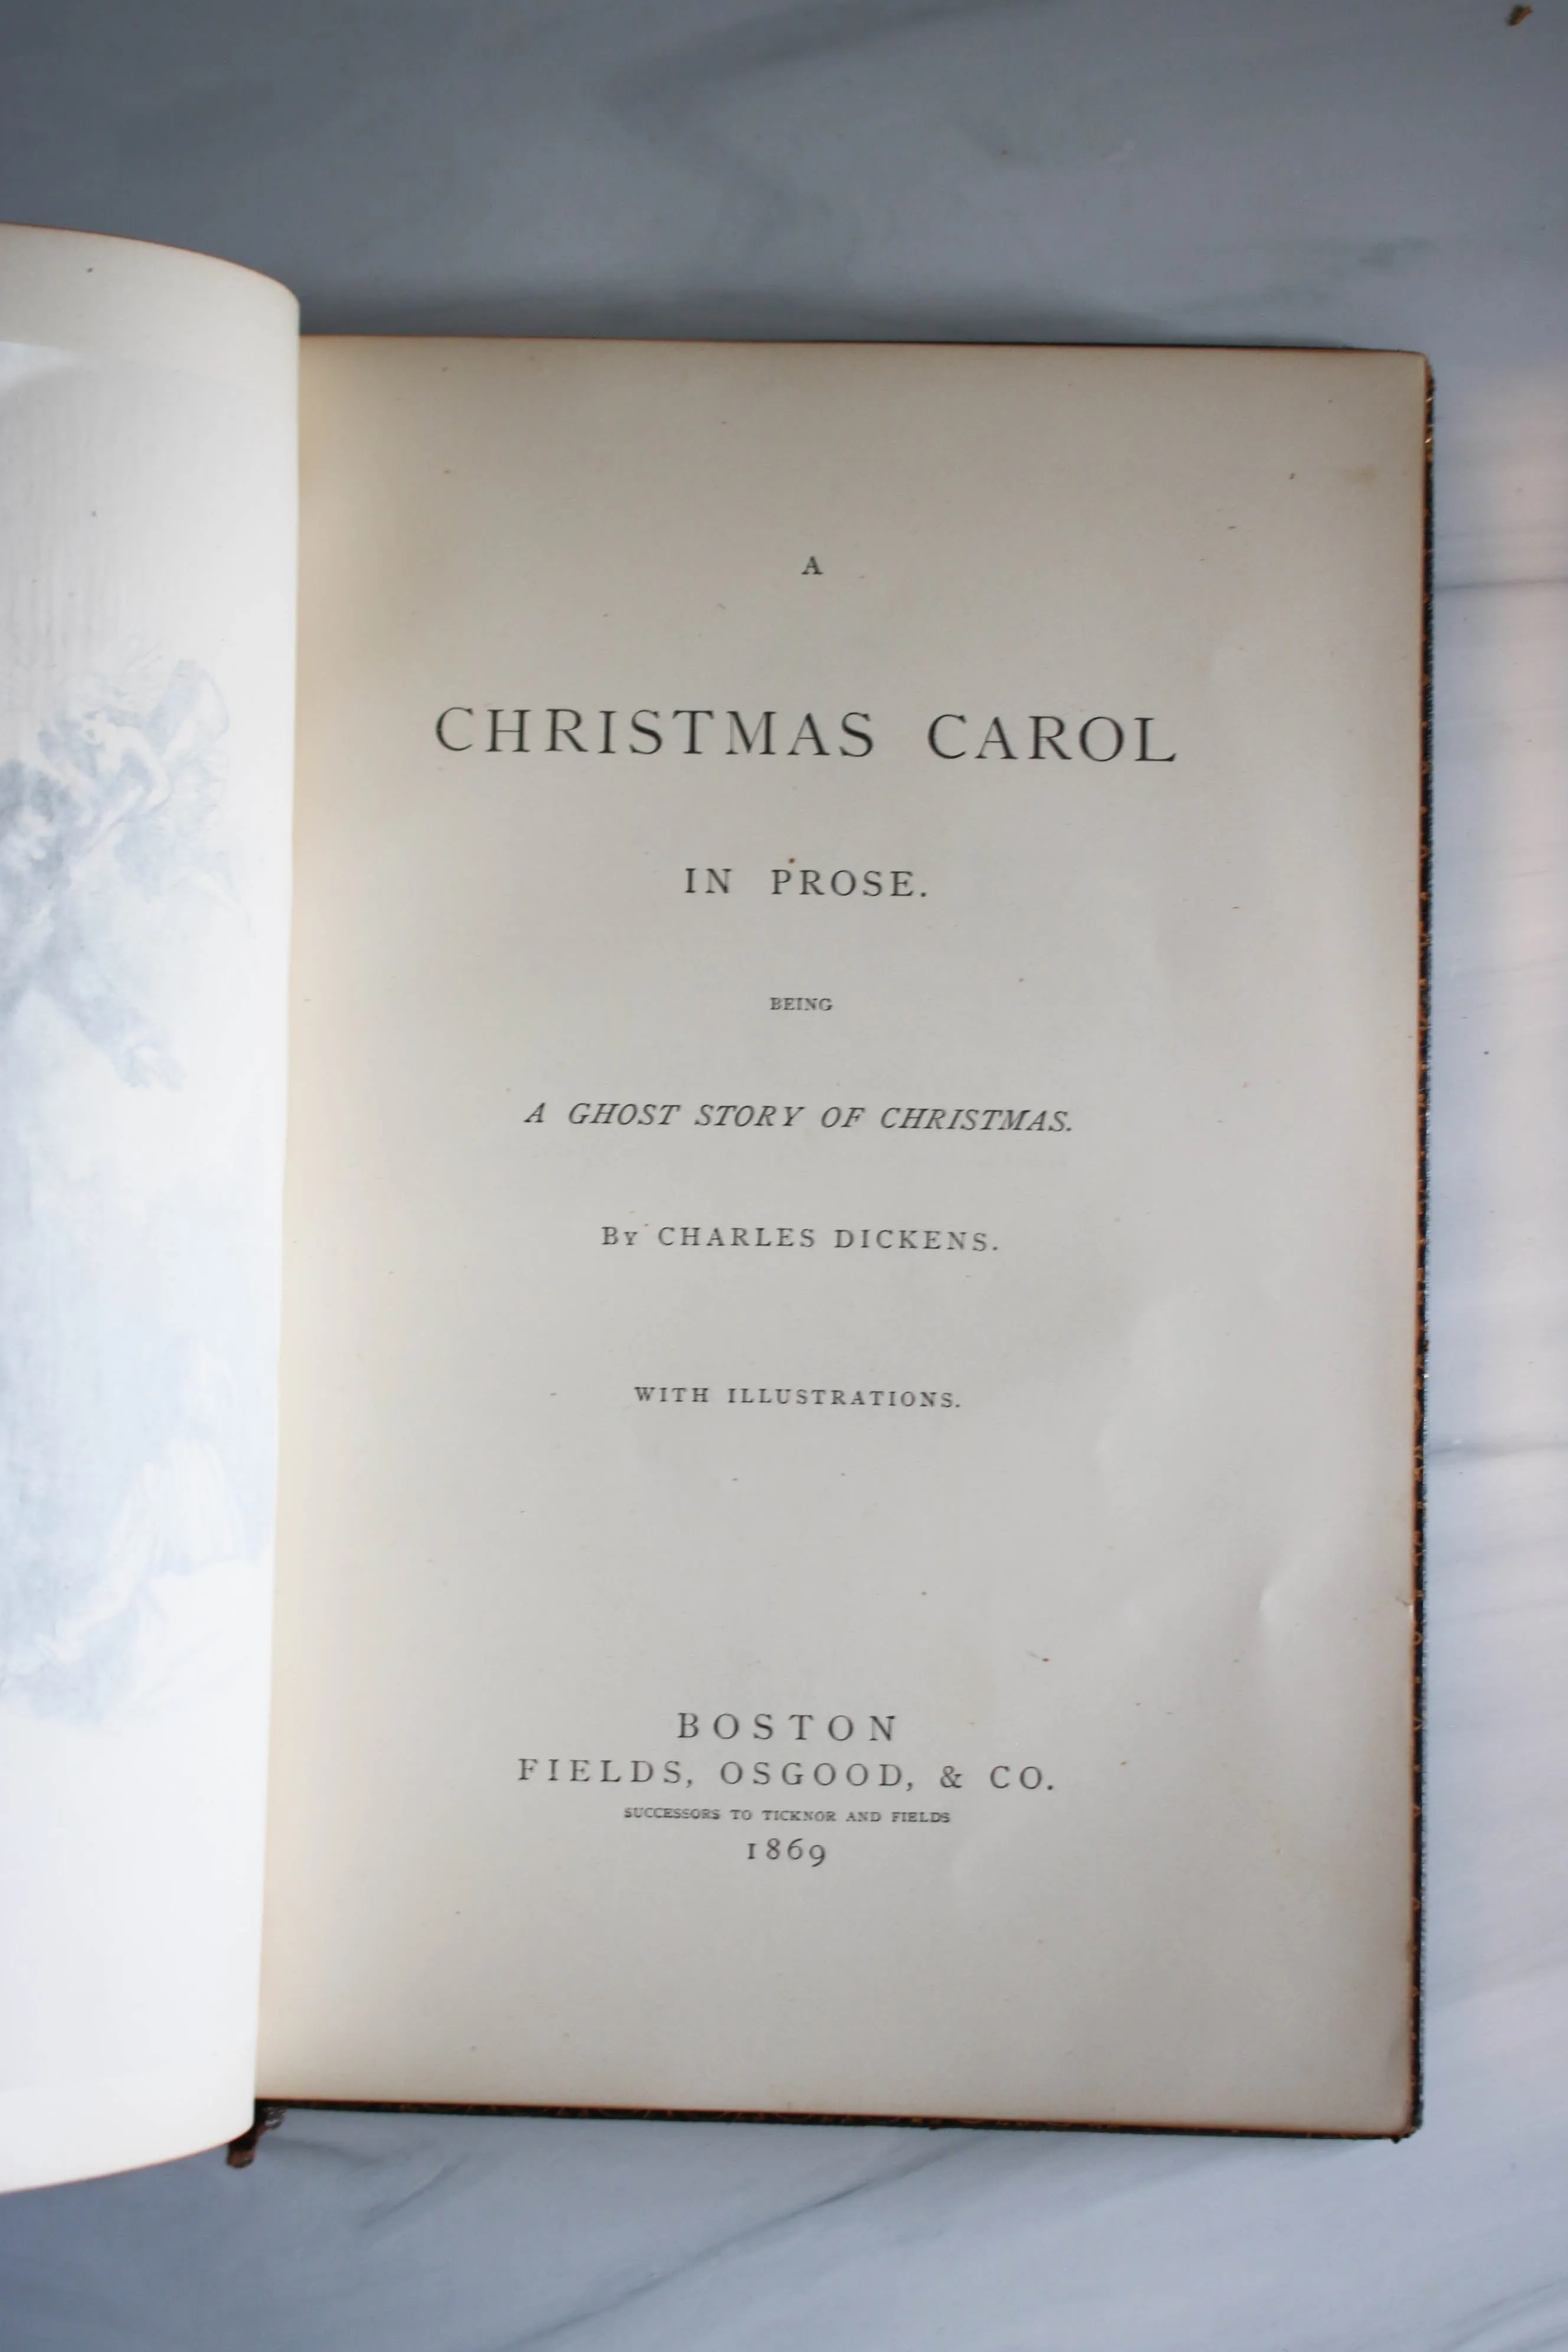 A
CHRISTMAS CAROL
IN PROSE.
BEING
A GHOST STORY OF CHRISTMAS.
By CHARLES DICKENS.
WITH ILLUSTRATIONS.
BOSTON
FIELDS, OSGOOD, & CO.
SUCCESSORS TO TICKNOR AND FIELDS
1869